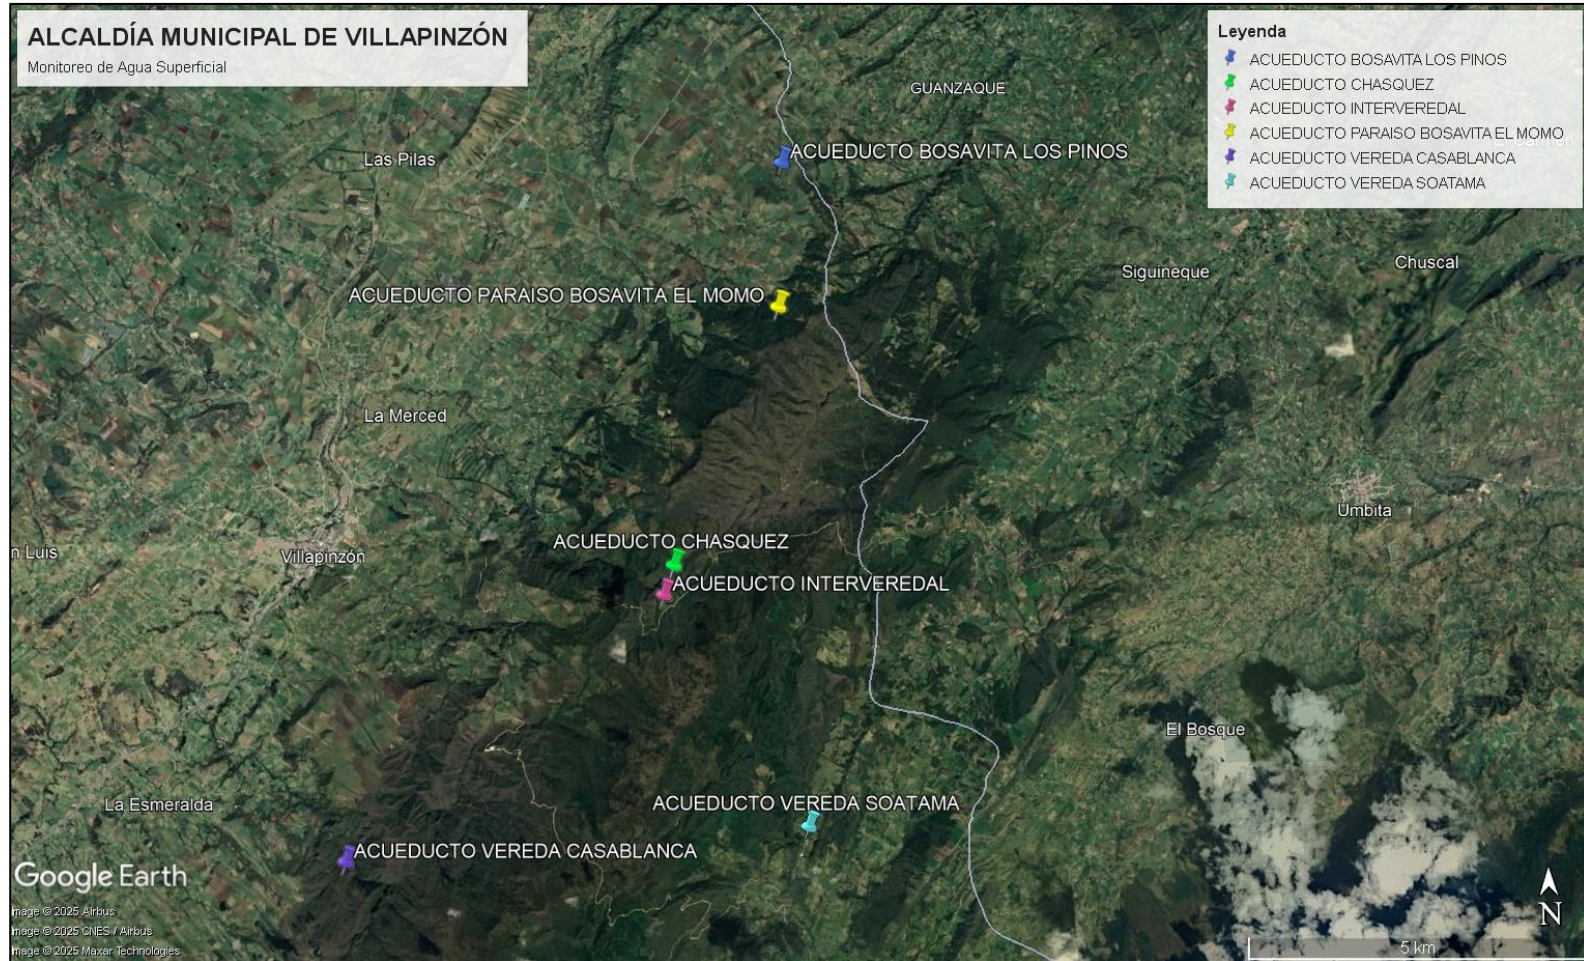 ALCALDÍA MUNICIPAL DE VILLAPINZÓN
Monitoreo de Agua Superficial
Leyenda
ACUEDUCTO BOSAVITA LOS PINOS
ACUEDUCTO CHASQUEZ
ACUEDUCTO INTERVEREDAL
ACUEDUCTO PARAISO BOSAVITA EL MOMO
ACUEDUCTO VEREDA CASABLANCA
ACUEDUCTO VEREDA SOATAMA
El Carmen
GUANZAQUE
Las Pilas
ACUEDUCTO BOSAVITA LOS PINOS
Siguineque
Chuscal
ACUEDUCTO PARAISO BOSAVITA EL MOMO
La Merced
Umbita
ACUEDUCTO CHASQUEZ
n Luis
Villapinzón
ACUEDUCTO INTERVEREDAL
El Bosque
La Esmeralda
ACUEDUCTO VEREDA SOATAMA
ACUEDUCTO VEREDA CASABLANCA
Google Earth
Image © 2025 Airbus
Image © 2025 CNES / Airbus
Image © 2025 Maxar Technologies
N
5 km